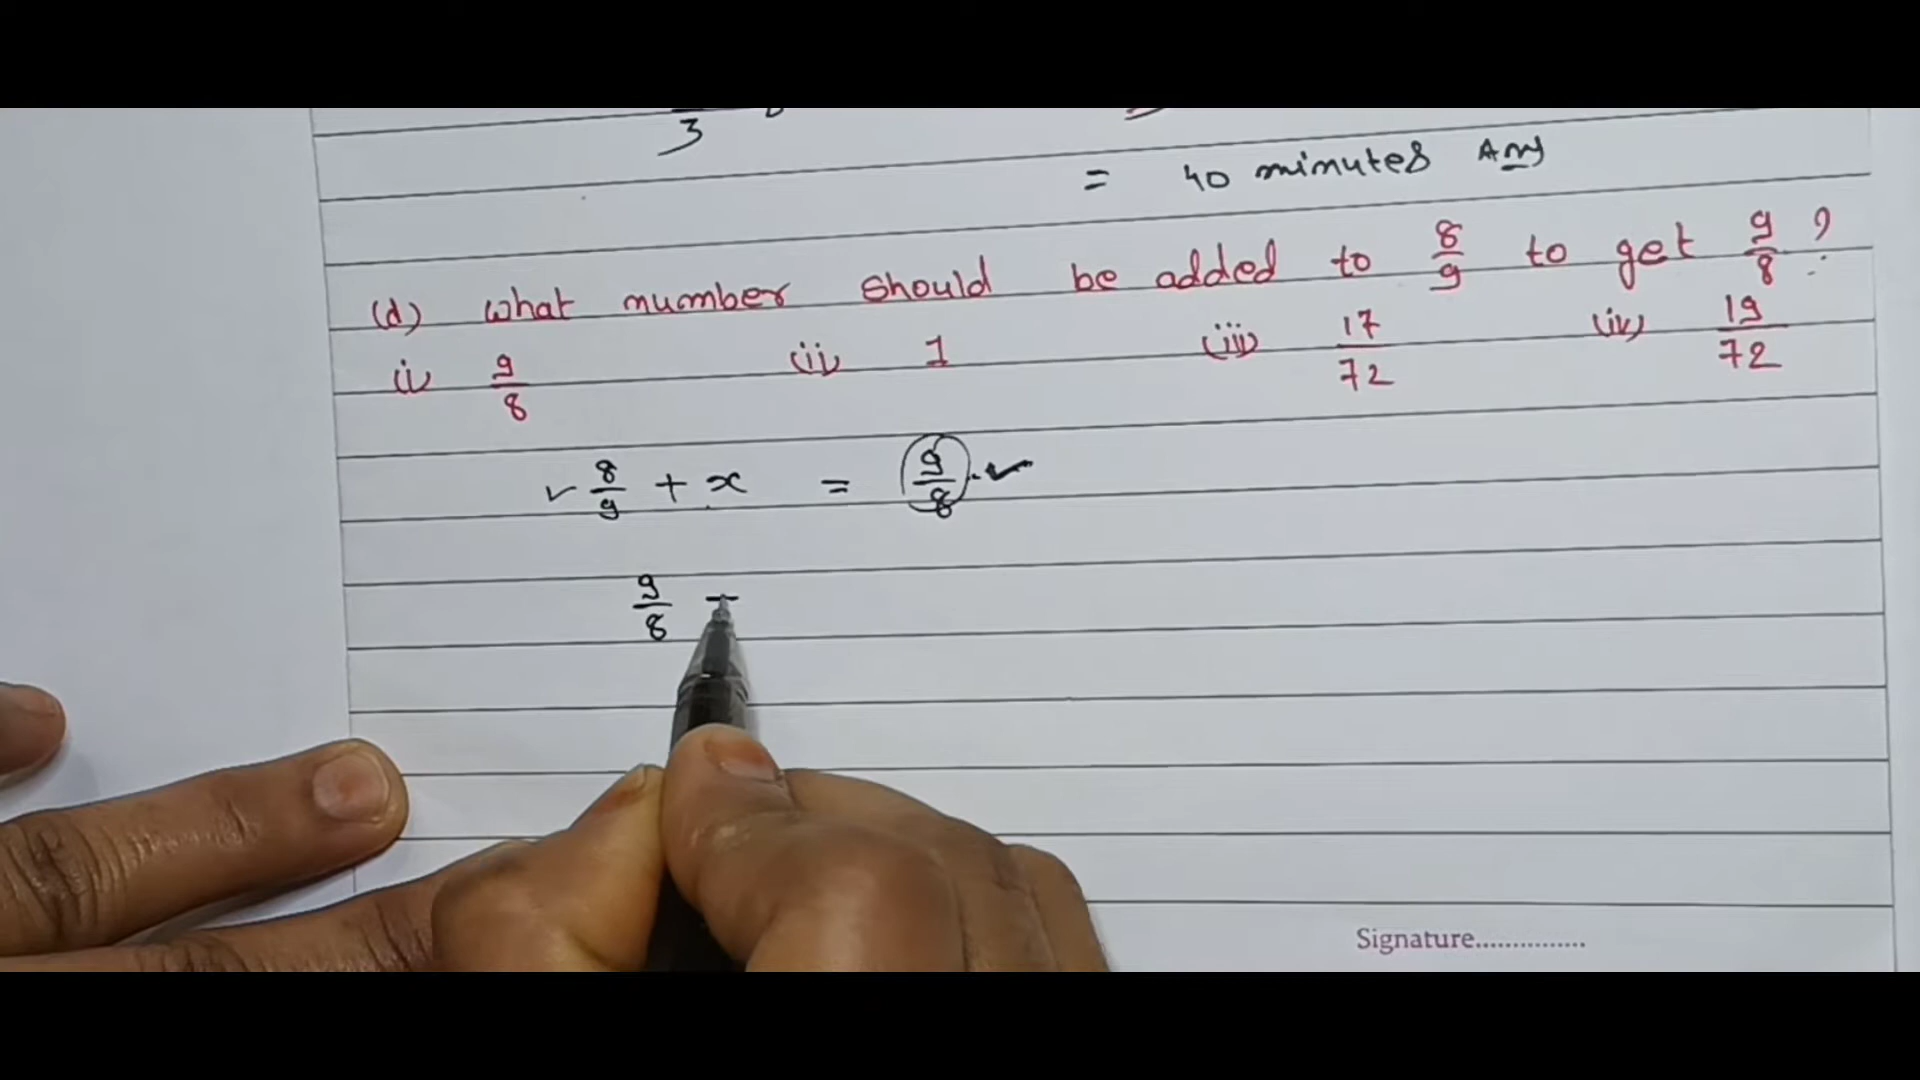 3
= 40 minutes Ans
(d) what number should be added to 8/9 to get 9/8 ?
(i) 9/8 (ii) 1 (iii) 17/72 (iv) 19/72
✓ 8/9 + x = 9/8 . ✓
9/8 -
Signature...............